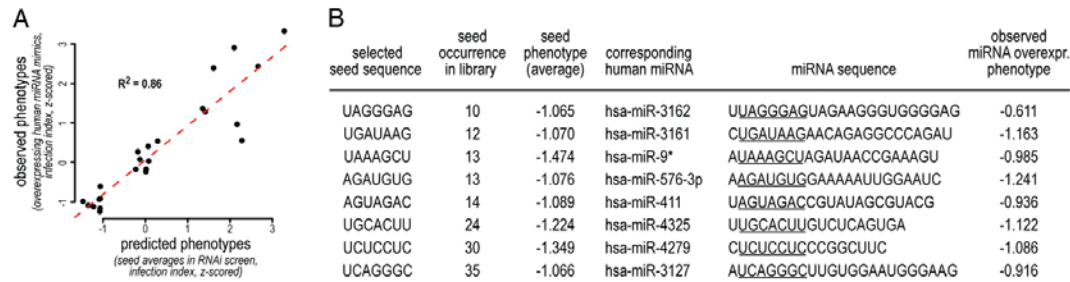 A
observed phenotypes
(overexpressing human miRNA mimics,
infection index, z-scored)
3
2
1
0
-1
R² = 0.86
-1 0 1 2 3
predicted phenotypes
(seed averages in RNAi screen,
infection index, z-scored)
B
selected seed sequence | seed occurrence in library | seed phenotype (average) | corresponding human miRNA | miRNA sequence | observed miRNA overexpr. phenotype
UAGGGAG 10 -1.065 hsa-miR-3162 UUAGGGAGUAGAAGGGUGGGGAG -0.611
UGAUAAG 12 -1.070 hsa-miR-3161 CUGAUAAGAACAGAGGCCCAGAU -1.163
UAAAGCU 13 -1.474 hsa-miR-9* AUAAAGCUAGAUAACCGAAAGU -0.985
AGAUGUG 13 -1.076 hsa-miR-576-3p AAGAUGUGGAAAAAUUGGAAUC -1.241
AGUAGAC 14 -1.089 hsa-miR-411 UAGUAGACCGUAUAGCGUACG -0.936
UGCACUU 24 -1.224 hsa-miR-4325 UUGCACUUGUCUCAGUGA -1.122
UCUCCUC 30 -1.349 hsa-miR-4279 CUCUCCUCCCGGCUUC -1.086
UCAGGGC 35 -1.066 hsa-miR-3127 AUCAGGGCUUGUGGAAUGGGAAG -0.916